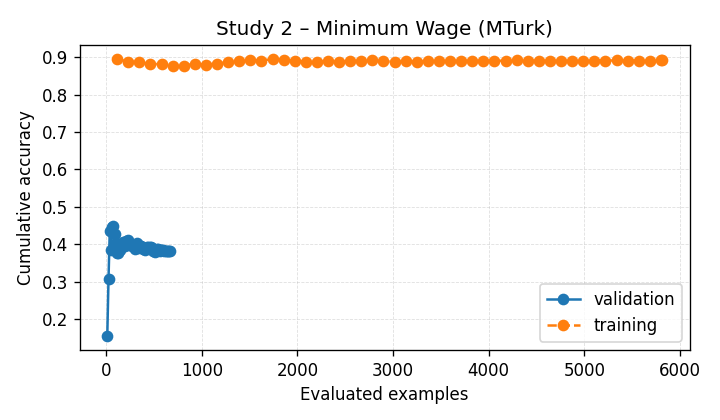 Study 2 – Minimum Wage (MTurk)
Cumulative accuracy
0.9
0.8
0.7
0.6
0.5
0.4
0.3
0.2
validation
training
0 1000 2000 3000 4000 5000 6000
Evaluated examples